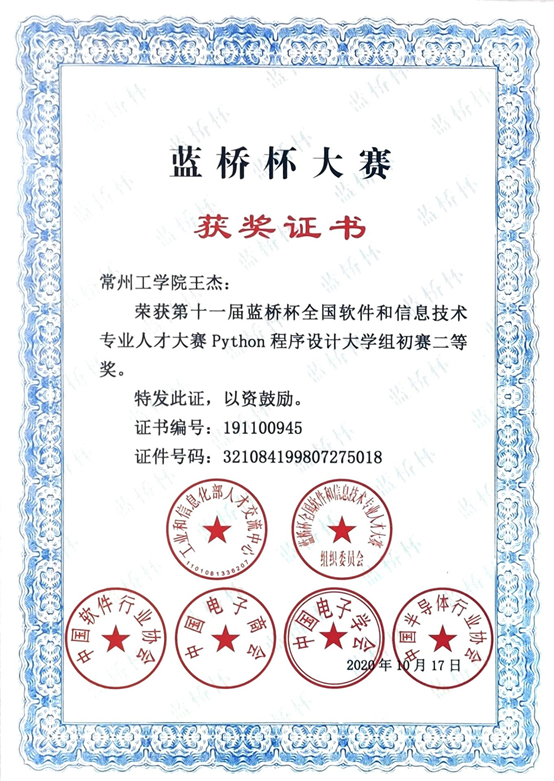 蓝桥杯大赛
获奖证书
常州工学院王杰：
荣获第十一届蓝桥杯全国软件和信息技术
专业人才大赛Python程序设计大学组初赛二等
奖。
特发此证，以资鼓励。
证书编号：191100945
证件号码：321084199807275018
工业和信息化部人才交流中心
1101081336207
蓝桥杯全国软件和信息技术专业人才大赛
组织委员会
中国软件行业协会
中国电子商会
中国电子学会
中国半导体行业协会
2020年10月17日